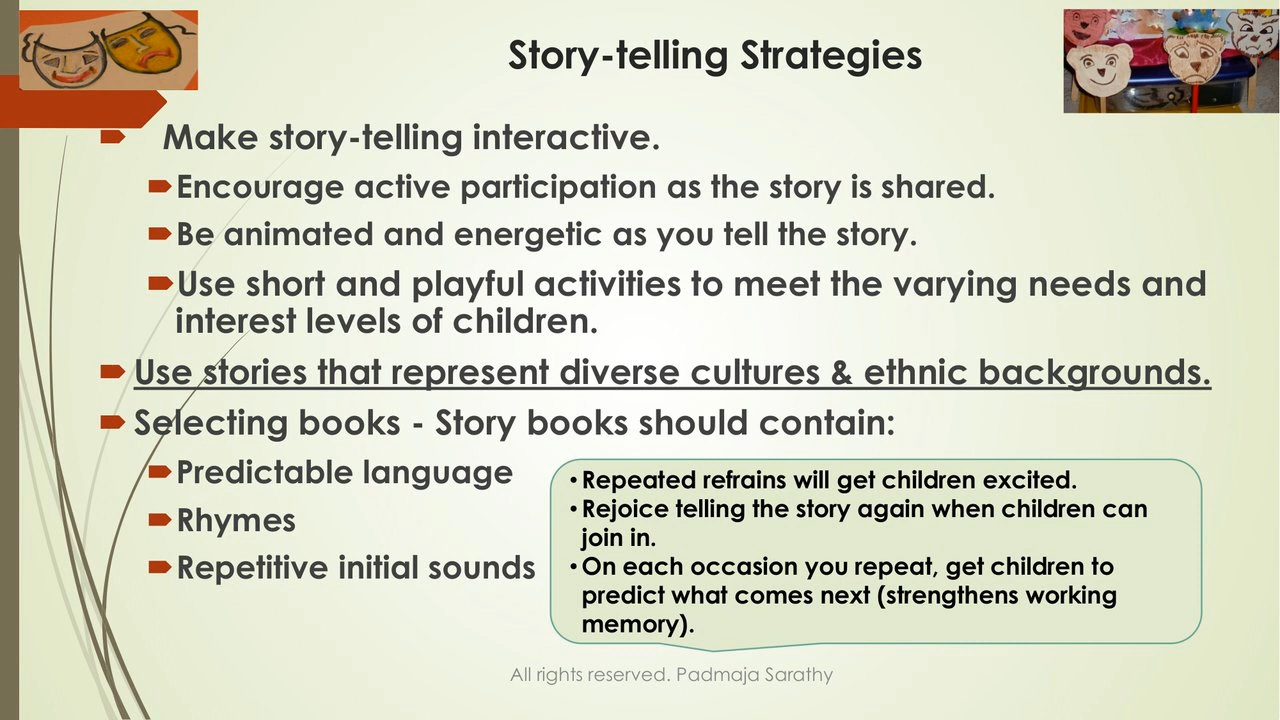 Story-telling Strategies
Make story-telling interactive.
Encourage active participation as the story is shared.
Be animated and energetic as you tell the story.
Use short and playful activities to meet the varying needs and
interest levels of children.
Use stories that represent diverse cultures & ethnic backgrounds.
Selecting books - Story books should contain:
Predictable language
Rhymes
Repetitive initial sounds
• Repeated refrains will get children excited.
• Rejoice telling the story again when children can
join in.
• On each occasion you repeat, get children to
predict what comes next (strengthens working
memory).
All rights reserved. Padmaja Sarathy